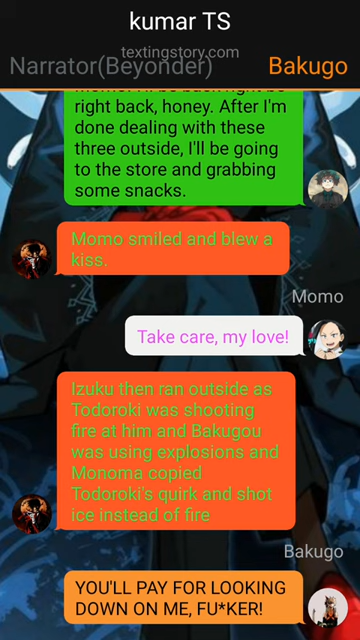 kumar TS
textingstory.com
Narrator(Beyonder)
Bakugo
right back, honey. After I'm
done dealing with these
three outside, I'll be going
to the store and grabbing
some snacks.
Momo smiled and blew a
kiss.
Momo
Take care, my love!
Izuku then ran outside as
Todoroki was shooting
fire at him and Bakugou
was using explosions and
Monoma copied
Todoroki's quirk and shot
ice instead of fire
Bakugo
YOU'LL PAY FOR LOOKING
DOWN ON ME, FU*KER!